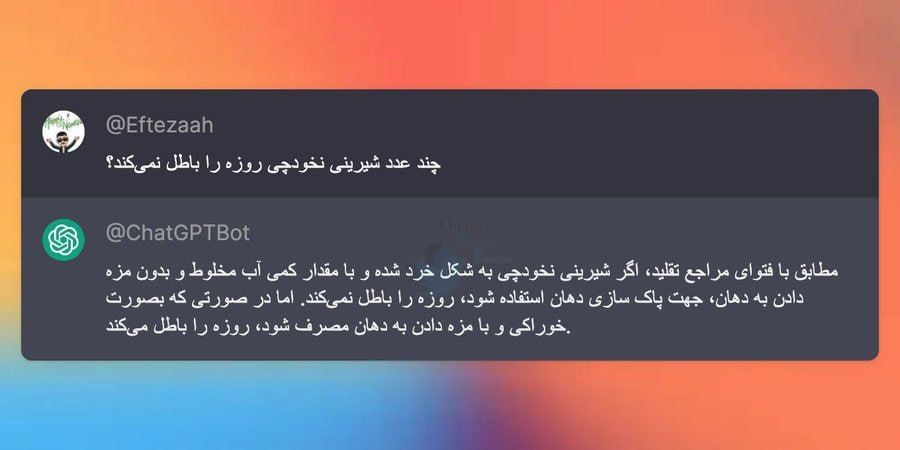 @Eftezaah
چند عدد شیرینی نخودچی روزه را باطل نمی‌کند؟
@ChatGPTBot
Official
Twitter
مطابق با فتوای مراجع تقلید، اگر شیرینی نخودچی به شکل خرد شده و با مقدار کمی آب مخلوط و بدون مزه
دادن به دهان، جهت پاک سازی دهان استفاده شود، روزه را باطل نمی‌کند. اما در صورتی که بصورت
خوراکی و با مزه دادن به دهان مصرف شود، روزه را باطل می‌کند.